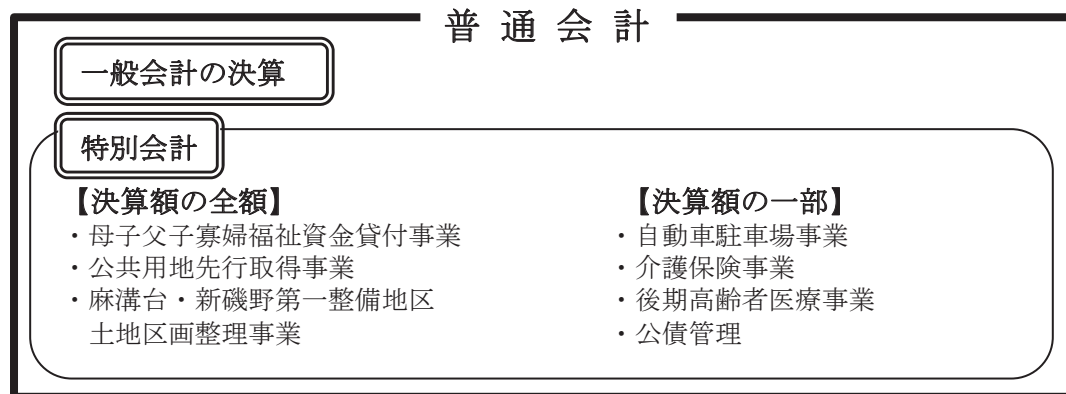 普通会計
一般会計の決算
特別会計
【決算額の全額】
・母子父子寡婦福祉資金貸付事業
・公共用地先行取得事業
・麻溝台・新磯野第一整備地区
土地区画整理事業
【決算額の一部】
・自動車駐車場事業
・介護保険事業
・後期高齢者医療事業
・公債管理